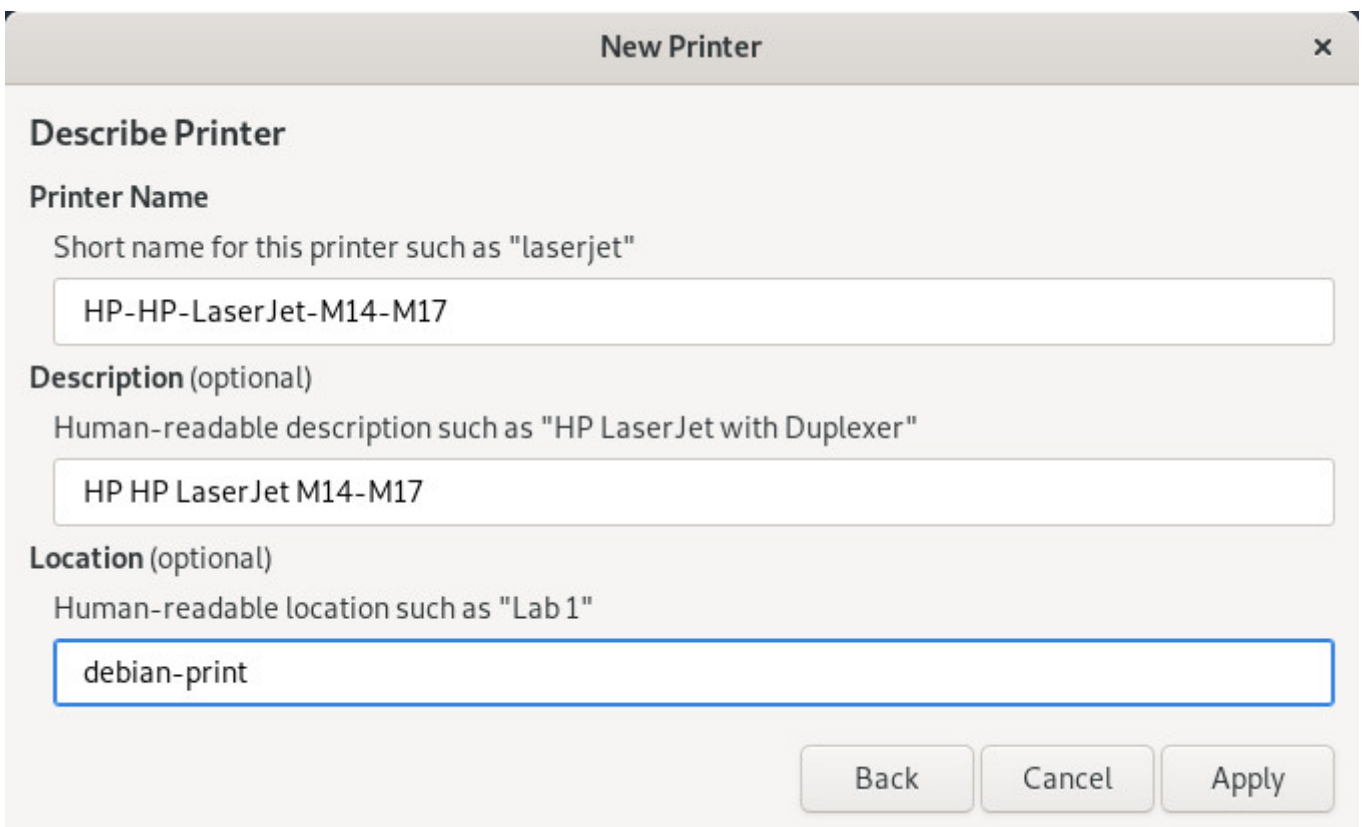 New Printer
Describe Printer
Printer Name
Short name for this printer such as "laserjet"
HP-HP-LaserJet-M14-M17
Description (optional)
Human-readable description such as "HP LaserJet with Duplexer"
HP HP LaserJet M14-M17
Location (optional)
Human-readable location such as "Lab 1"
debian-print
Back Cancel Apply